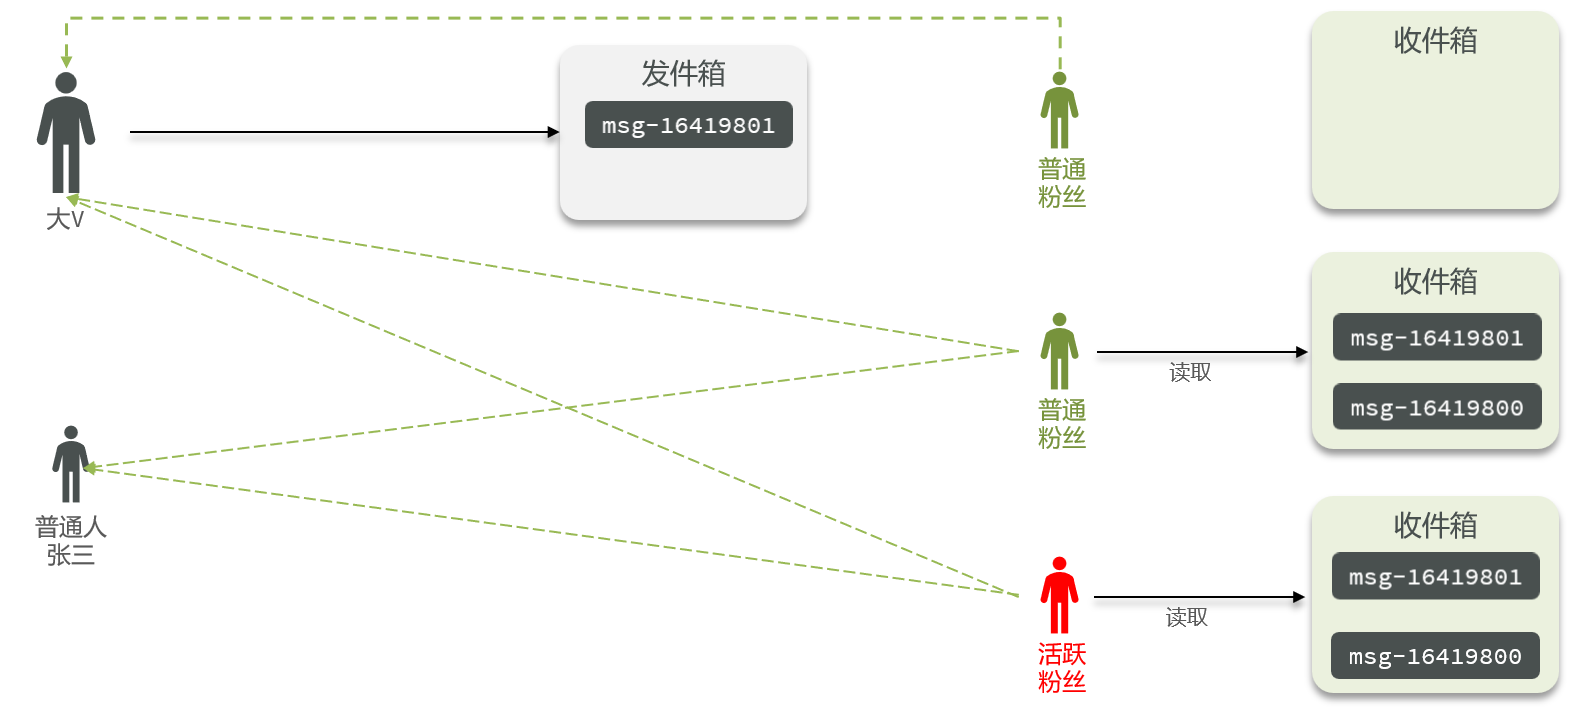 收件箱
发件箱
msg-16419801
普通
粉丝
大V
收件箱
msg-16419801
读取
msg-16419800
普通
粉丝
普通人
张三
收件箱
msg-16419801
读取
msg-16419800
活跃
粉丝